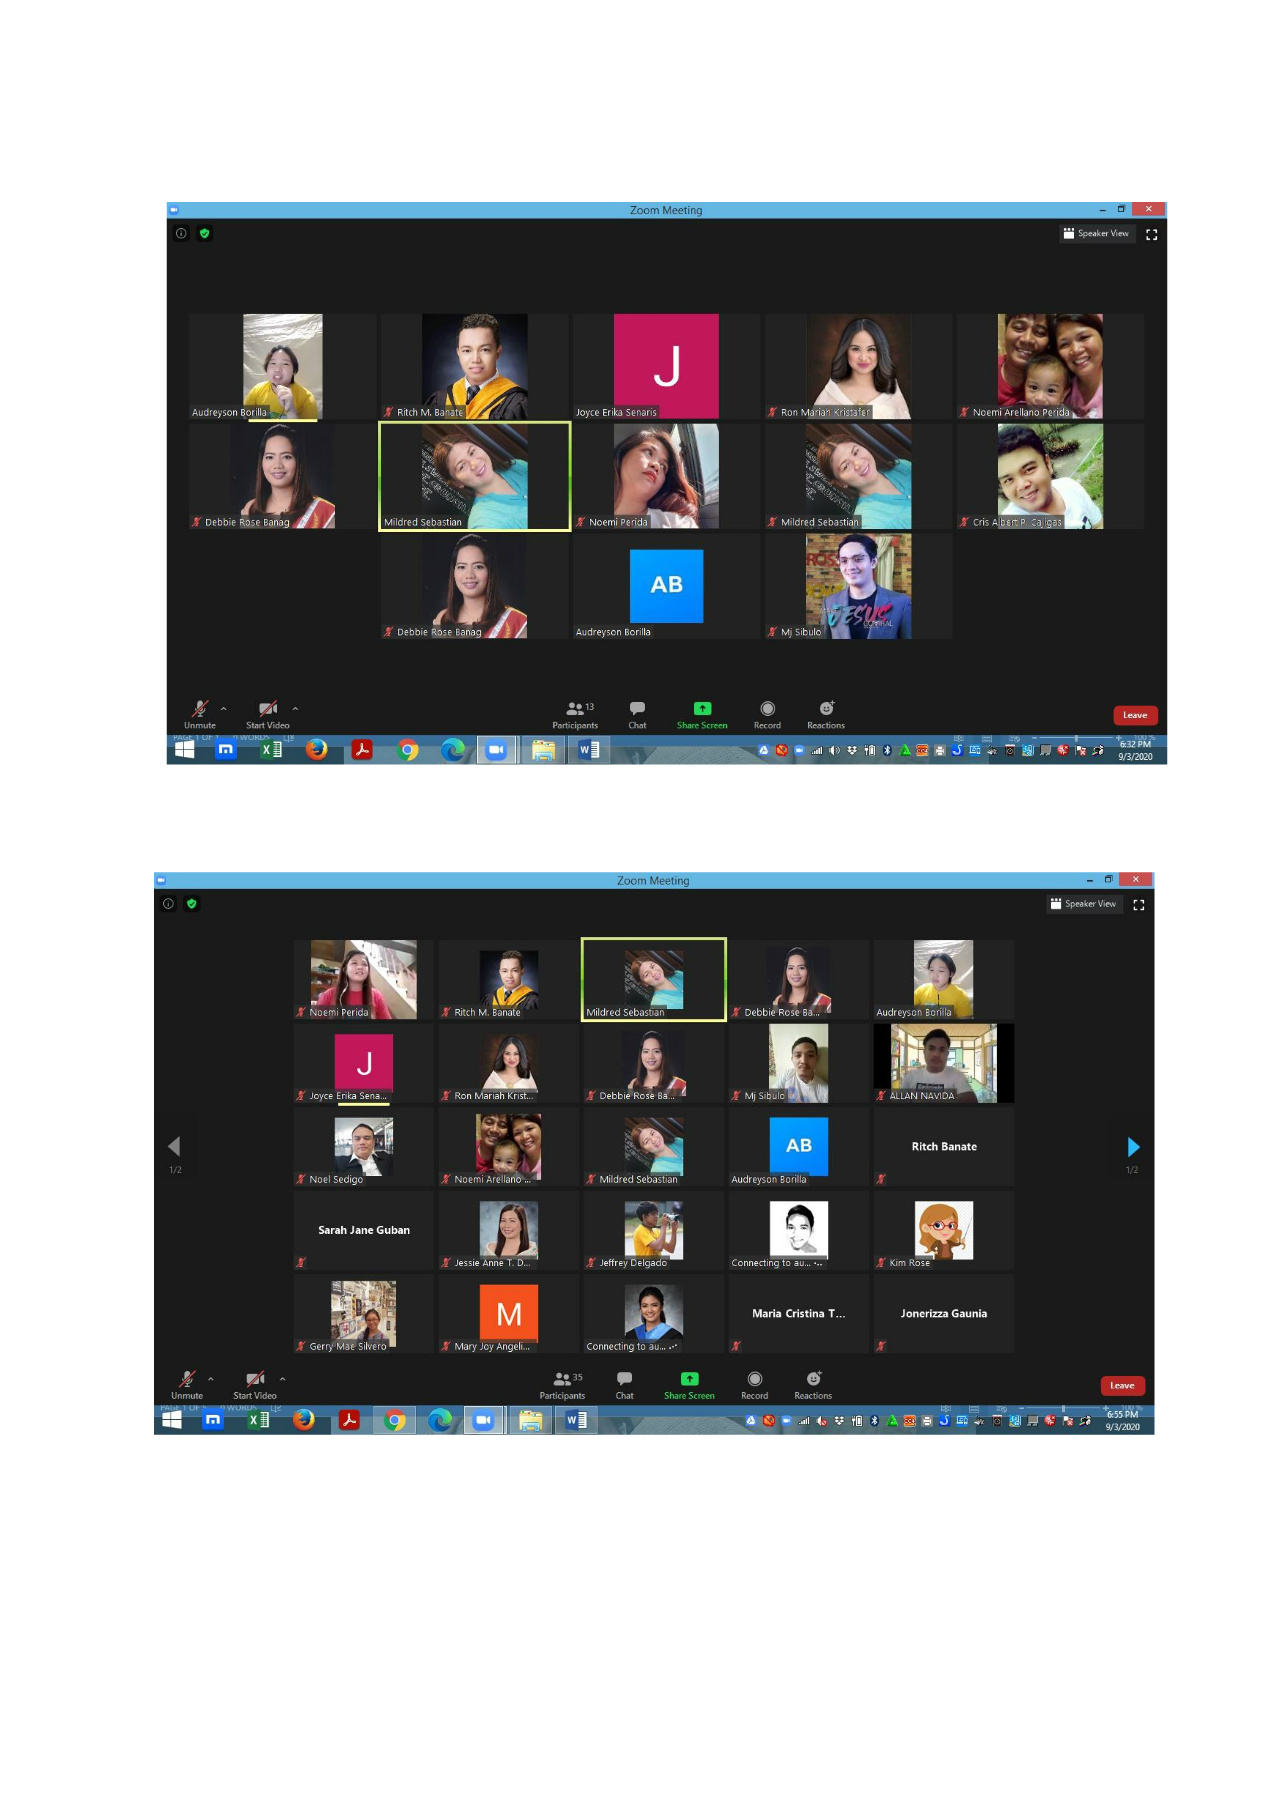 Zoom Meeting
Speaker View
J
Audreyson Borilla
Ritch M. Banate
Joyce Erika Senaris
Ron Mariah Kristafer
Noemi Arellano Perida
Debbie Rose Banag
Mildred Sebastian
Noemi Perida
Mildred Sebastian
Cris Albert P. Cajigas
AB
JESUS
Debbie Rose Banag
Audreyson Borilla
Mj Sibulo
Unmute
Start Video
13
Participants
Chat
Share Screen
Record
Reactions
Leave
6:32 PM
9/3/2020
Zoom Meeting
Speaker View
Noemi Perida
Ritch M. Banate
Mildred Sebastian
Debbie Rose Ba...
Audreyson Borilla
J
Joyce Erika Sena...
Ron Mariah Krist...
Debbie Rose Ba...
Mj Sibulo
ALLAN NAVIDA
AB
Ritch Banate
1/2
1/2
Noel Sedigo
Noemi Arellano ...
Mildred Sebastian
Audreyson Borilla
Sarah Jane Guban
Jessie Anne T. D...
Jeffrey Delgado
Connecting to au...
Kim Rose
M
Maria Cristina T...
Jonerizza Gaunia
Gerry Mae Silvero
Mary Joy Angeli...
Connecting to au...
Unmute
Start Video
35
Participants
Chat
Share Screen
Record
Reactions
Leave
6:55 PM
9/3/2020